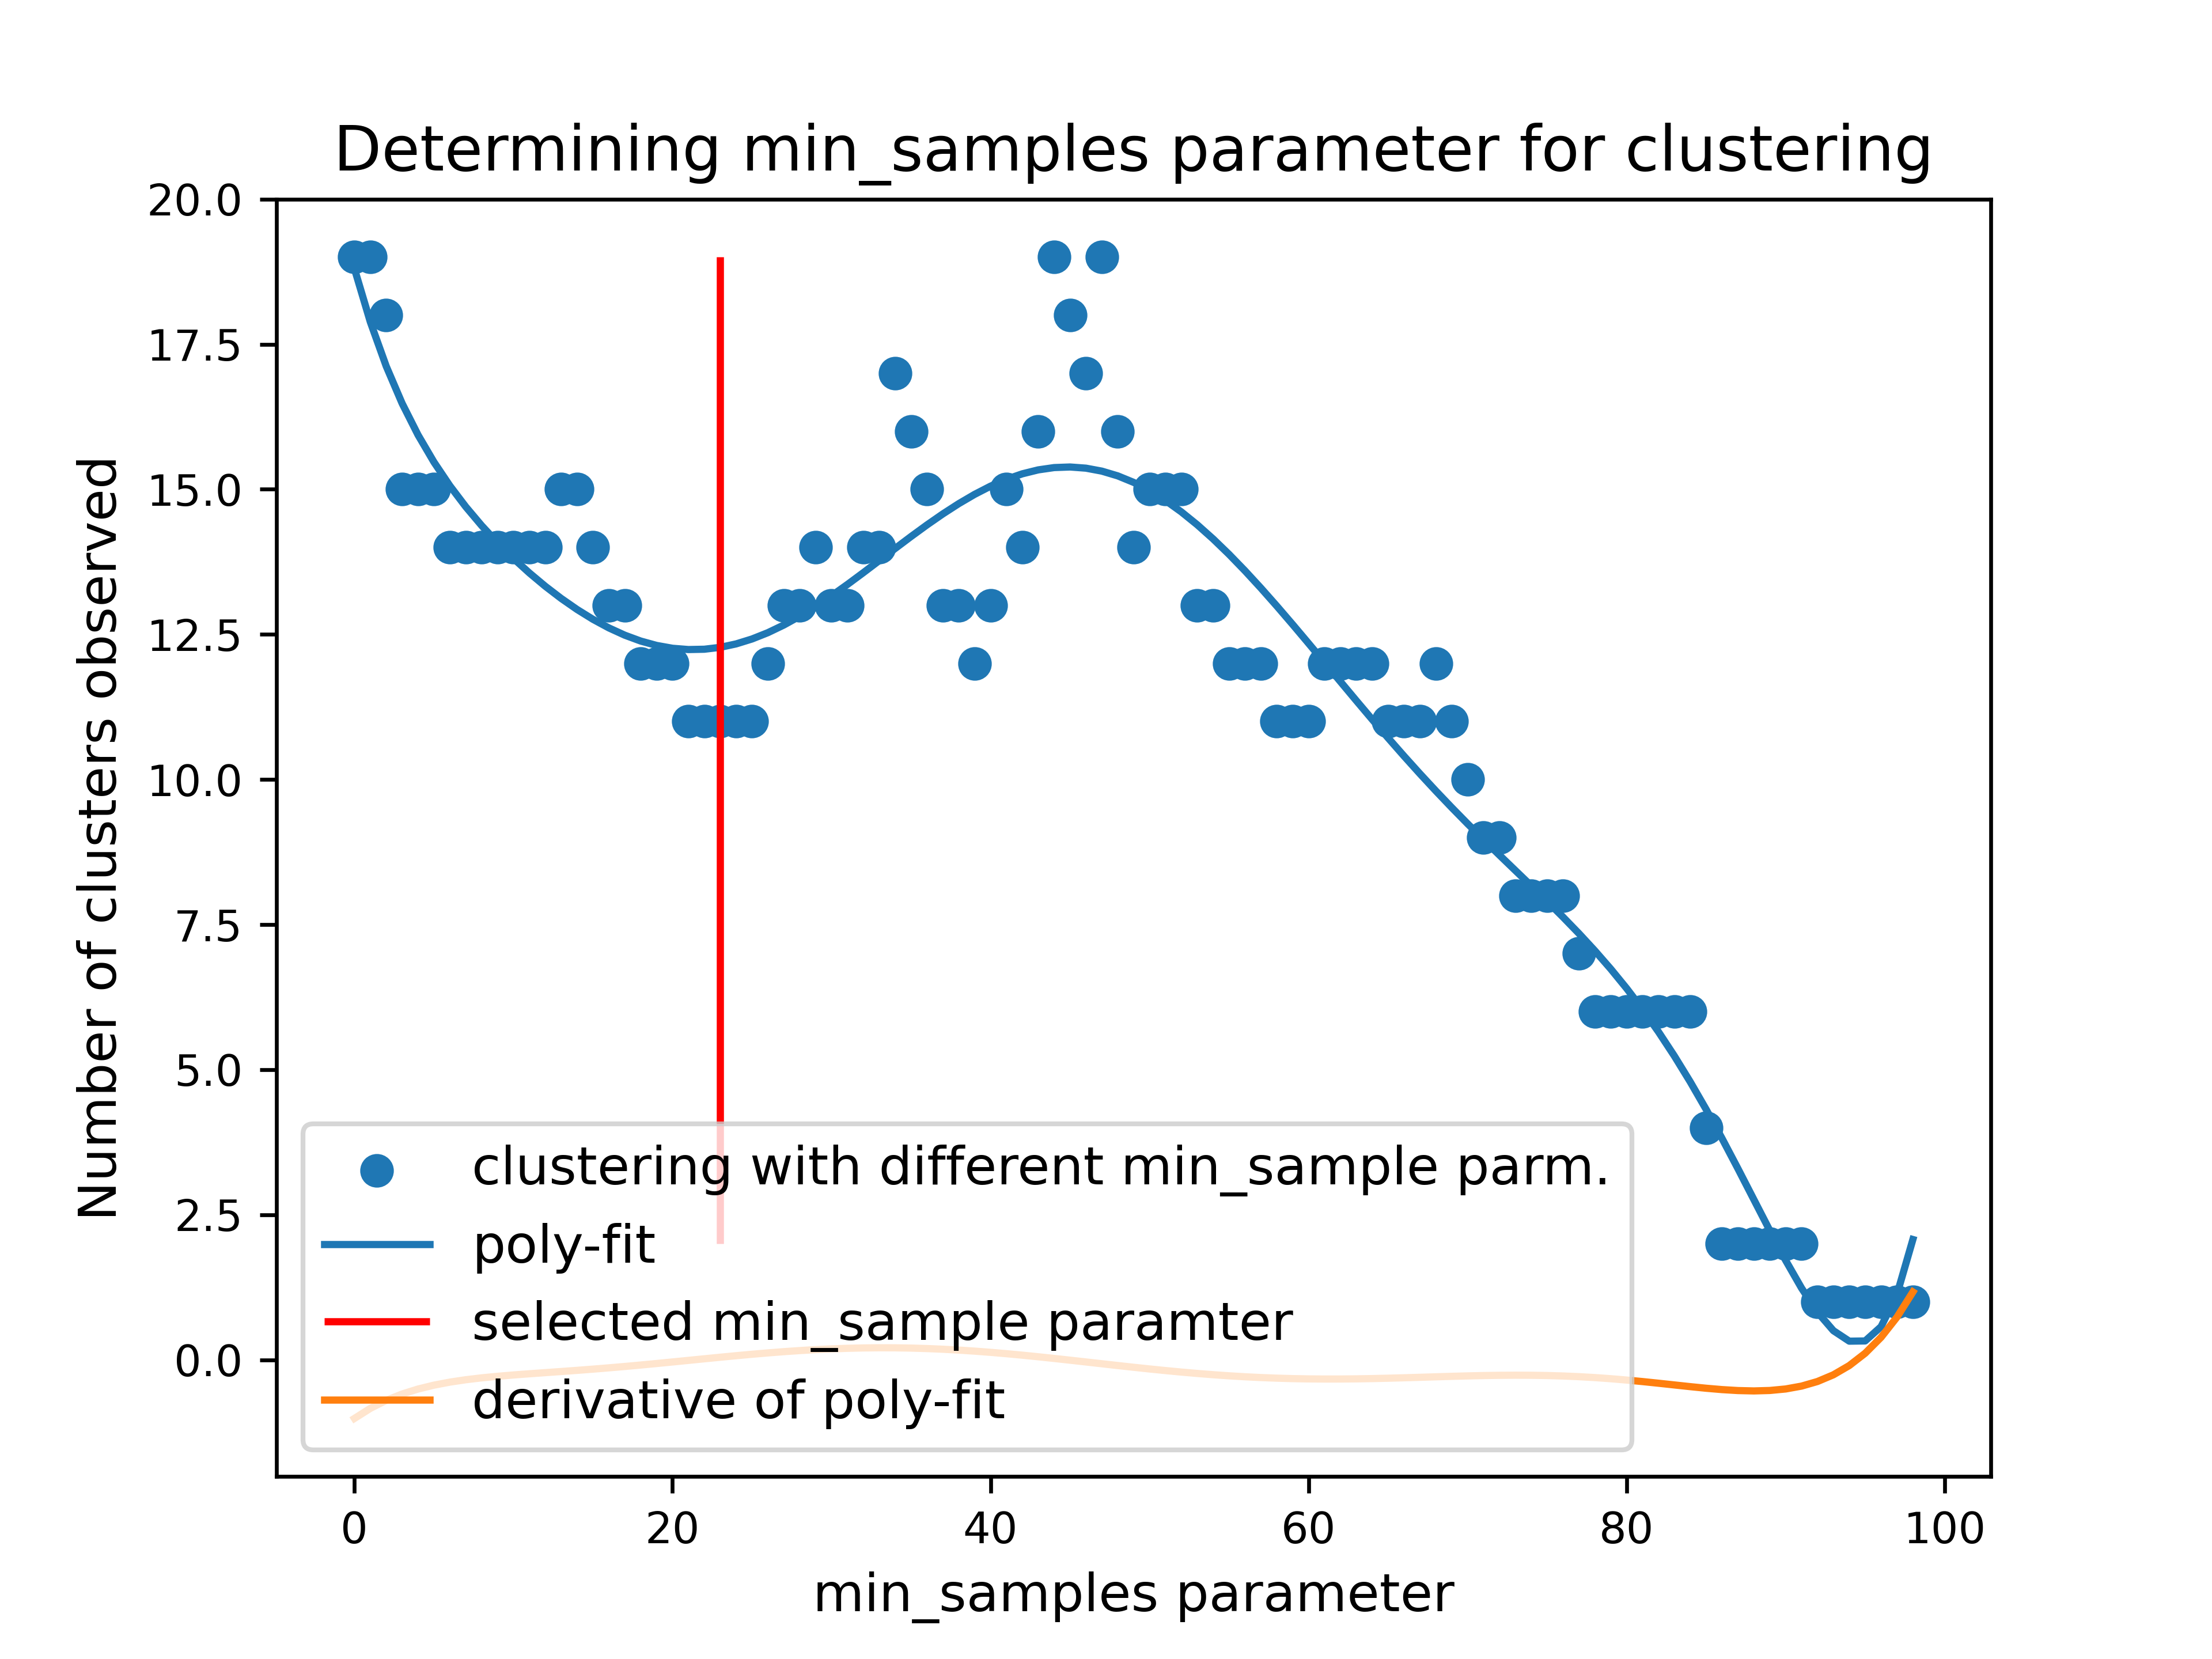 Determining min_samples parameter for clustering
20.0
17.5
15.0
12.5
10.0
7.5
5.0
2.5
0.0
Number of clusters observed
clustering with different min_sample parm.
poly-fit
selected min_sample paramter
derivative of poly-fit
0 20 40 60 80 100
min_samples parameter